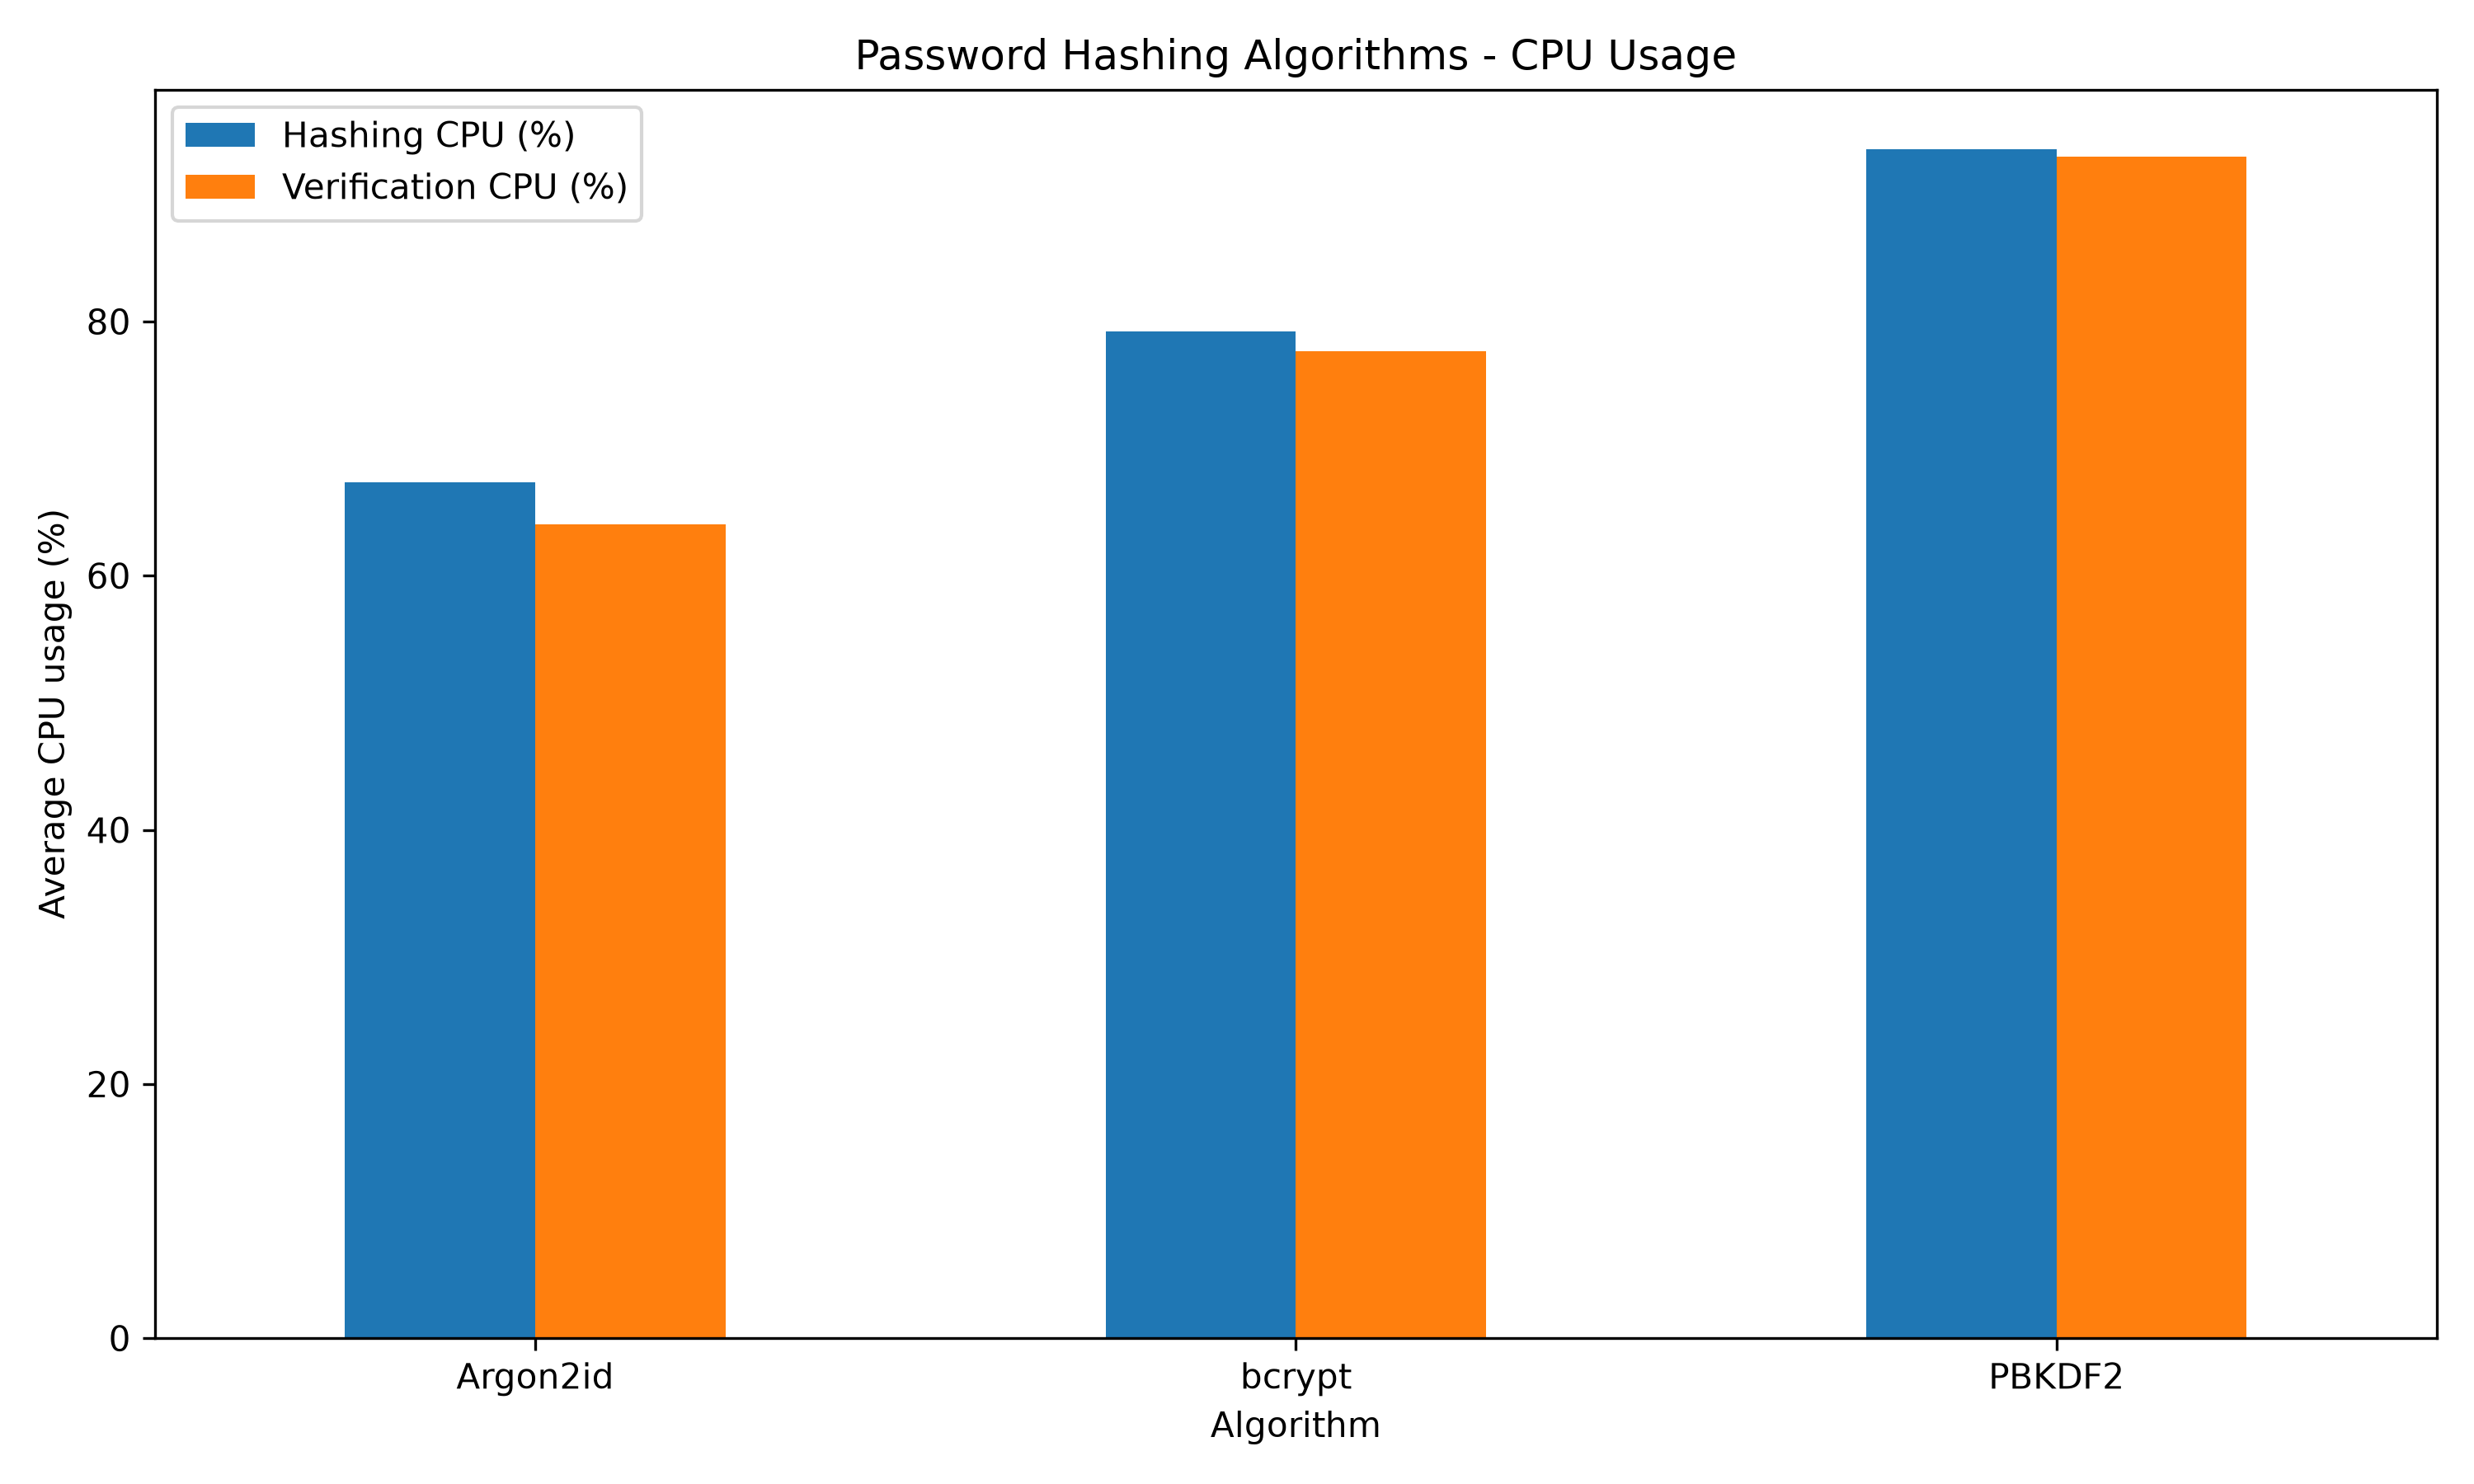 Password Hashing Algorithms - CPU Usage
Hashing CPU (%)
Verification CPU (%)
Average CPU usage (%)
80
60
40
20
0
Argon2id
bcrypt
PBKDF2
Algorithm